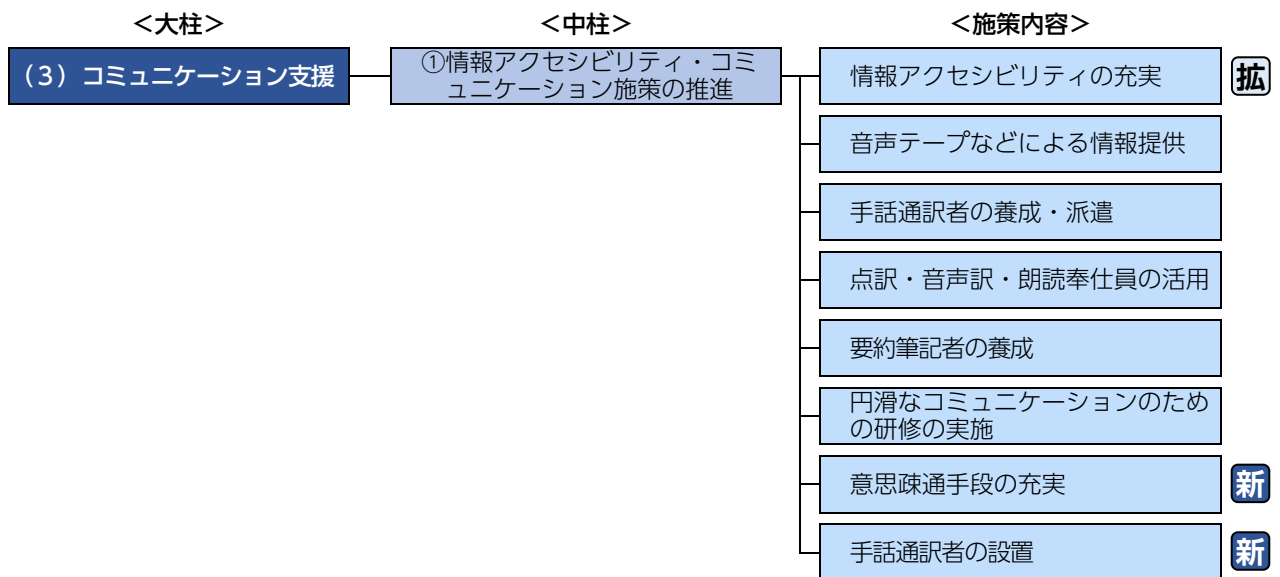 ＜大柱＞
＜中柱＞
＜施策内容＞
（３）コミュニケーション支援
①情報アクセシビリティ・コミ
ュニケーション施策の推進
情報アクセシビリティの充実
拡
音声テープなどによる情報提供
手話通訳者の養成・派遣
点訳・音声訳・朗読奉仕員の活用
要約筆記者の養成
円滑なコミュニケーションのため
の研修の実施
意思疎通手段の充実
新
手話通訳者の設置
新